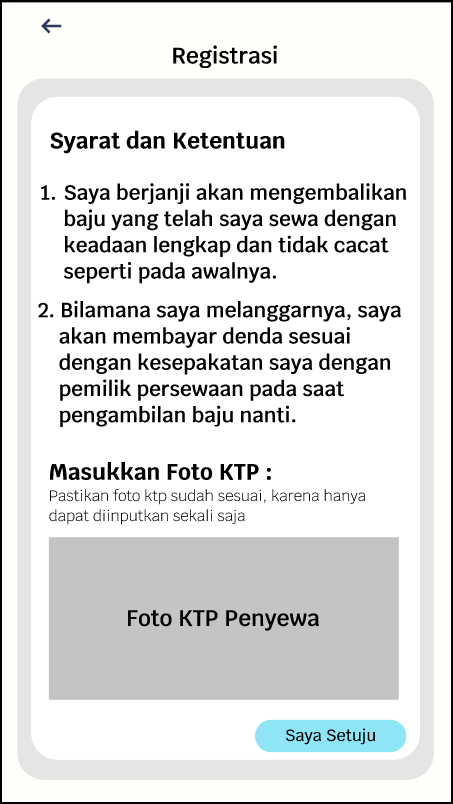 Registrasi
Syarat dan Ketentuan
1. Saya berjanji akan mengembalikan
baju yang telah saya sewa dengan
keadaan lengkap dan tidak cacat
seperti pada awalnya.
2. Bilamana saya melanggarnya, saya
akan membayar denda sesuai
dengan kesepakatan saya dengan
pemilik persewaan pada saat
pengambilan baju nanti.
Masukkan Foto KTP :
Pastikan foto ktp sudah sesuai, karena hanya
dapat diinputkan sekali saja
Foto KTP Penyewa
Saya Setuju